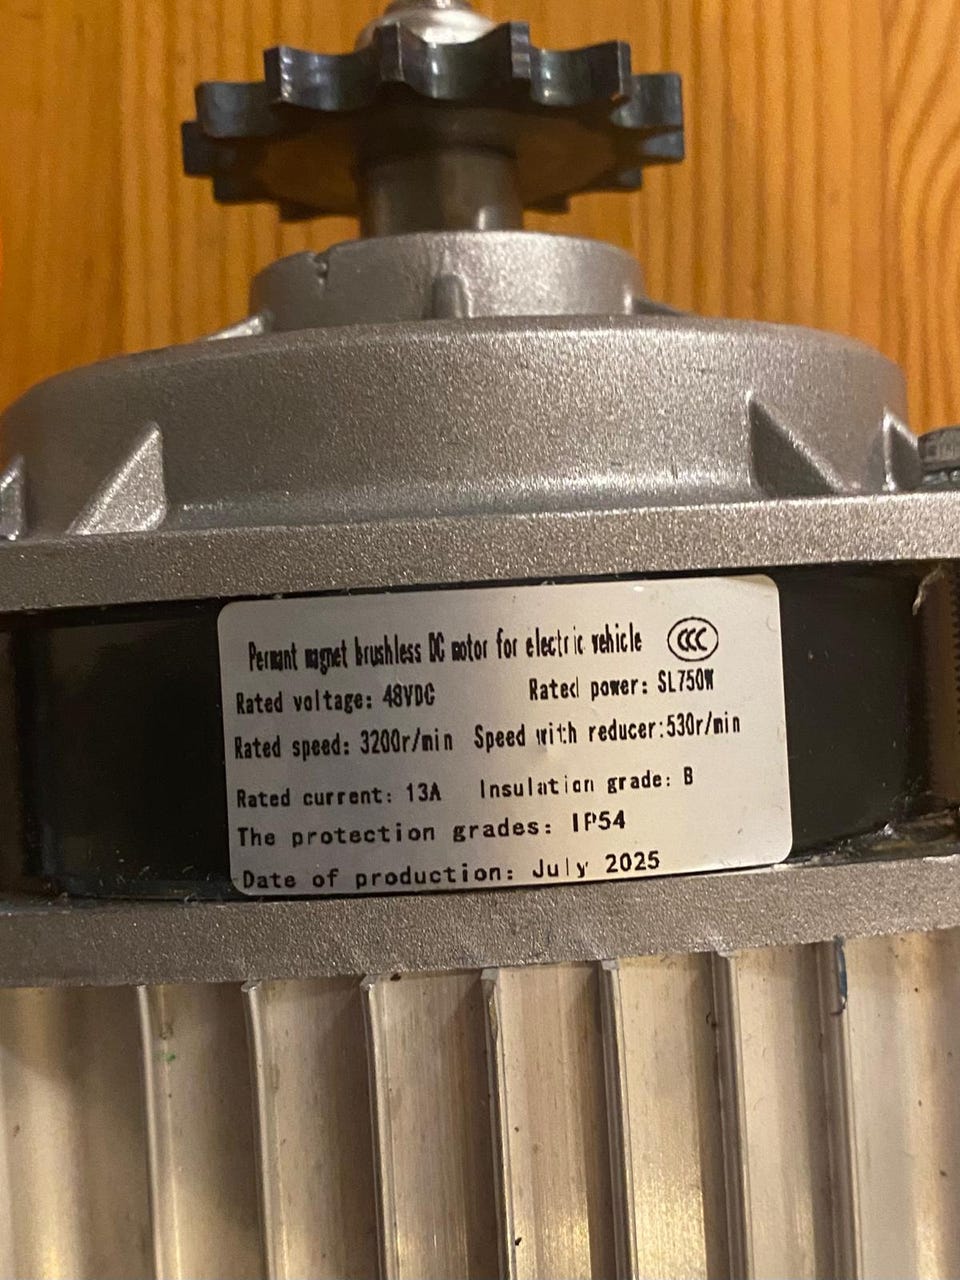 Permant magnet brushless DC motor for electric vehicle CCC
Rated voltage: 48VDC Rated power: SL750W
Rated speed: 3200r/min Speed with reducer:530r/min
Rated current: 13A Insulation grade: B
The protection grades: IP54
Date of production: July 2025